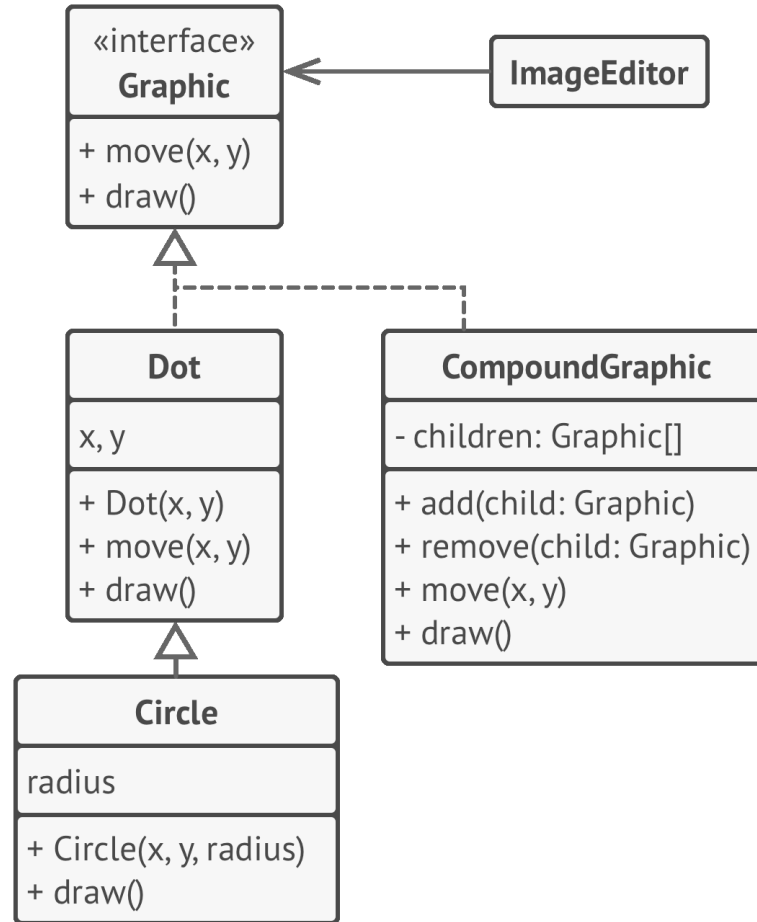 «interface»
Graphic
+ move(x, y)
+ draw()
ImageEditor
Dot
x, y
+ Dot(x, y)
+ move(x, y)
+ draw()
CompoundGraphic
- children: Graphic[]
+ add(child: Graphic)
+ remove(child: Graphic)
+ move(x, y)
+ draw()
Circle
radius
+ Circle(x, y, radius)
+ draw()